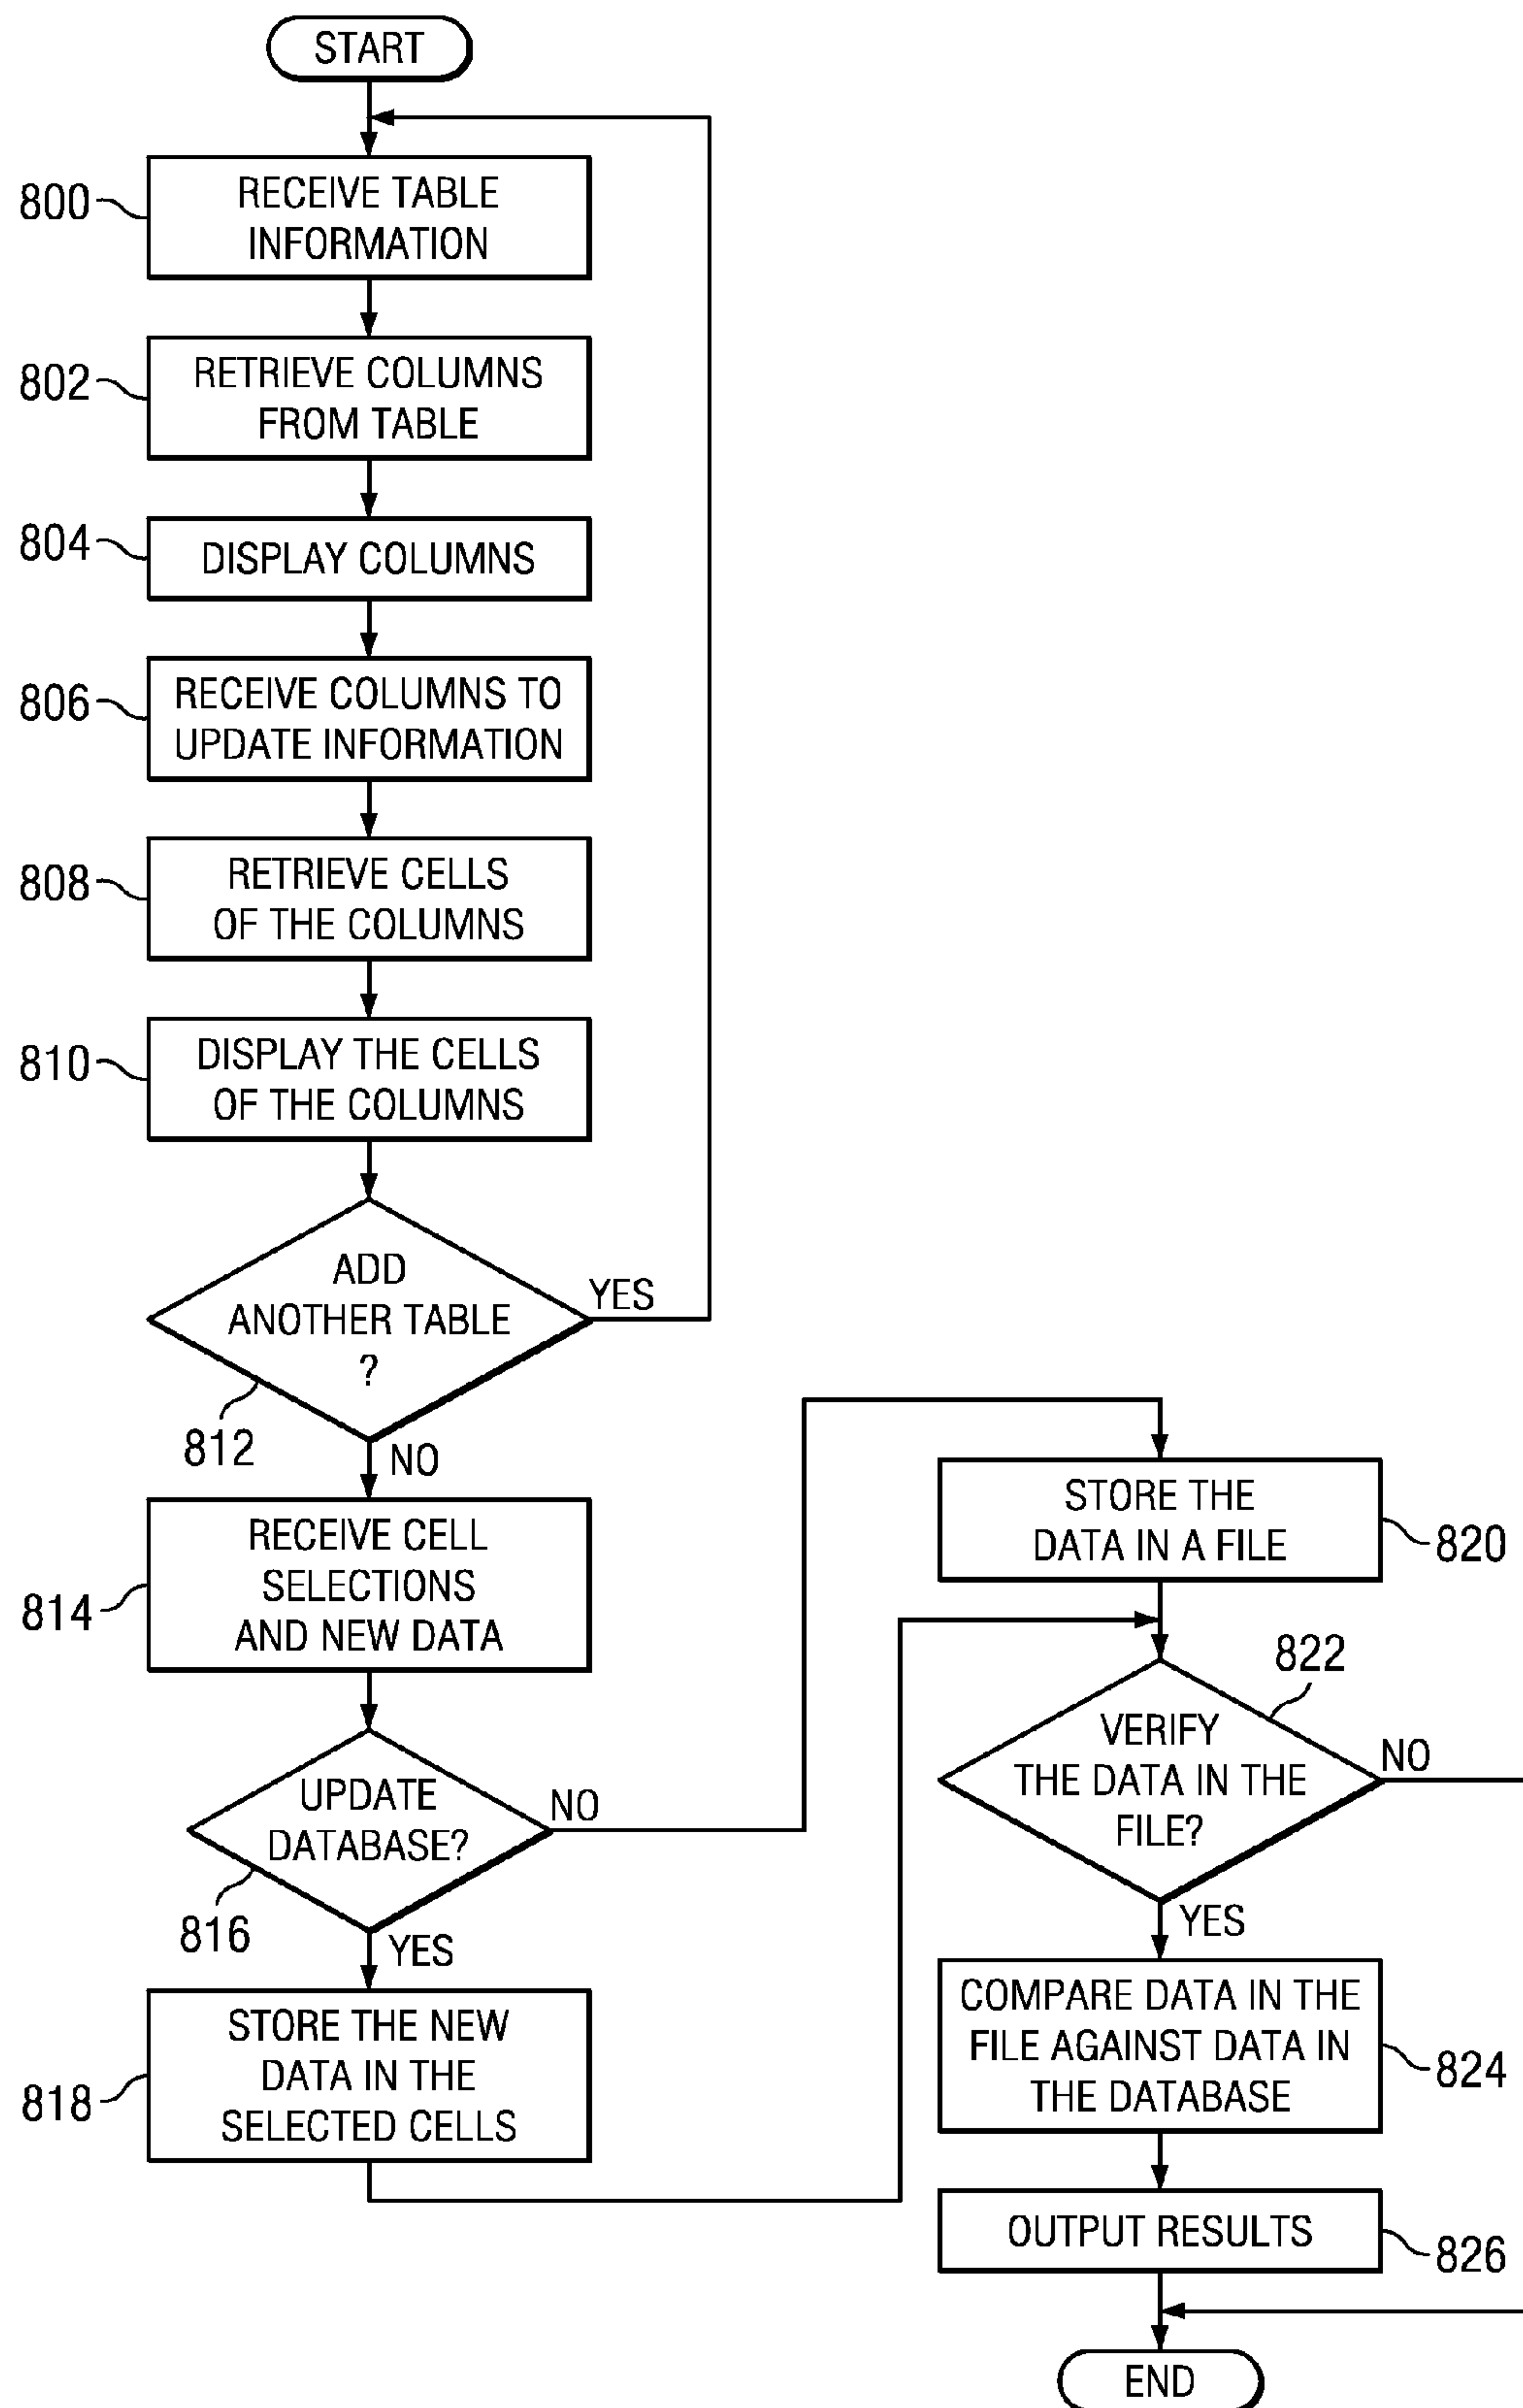 START
800
RECEIVE TABLE
INFORMATION
802
RETRIEVE COLUMNS
FROM TABLE
804
DISPLAY COLUMNS
806
RECEIVE COLUMNS TO
UPDATE INFORMATION
808
RETRIEVE CELLS
OF THE COLUMNS
810
DISPLAY THE CELLS
OF THE COLUMNS
ADD
ANOTHER TABLE
?
YES
812
NO
RECEIVE CELL
SELECTIONS
AND NEW DATA
814
UPDATE
DATABASE?
NO
816
YES
STORE THE NEW
DATA IN THE
SELECTED CELLS
818
STORE THE
DATA IN A FILE
820
822
VERIFY
THE DATA IN THE
FILE?
NO
YES
COMPARE DATA IN THE
FILE AGAINST DATA IN
THE DATABASE
824
OUTPUT RESULTS
826
END